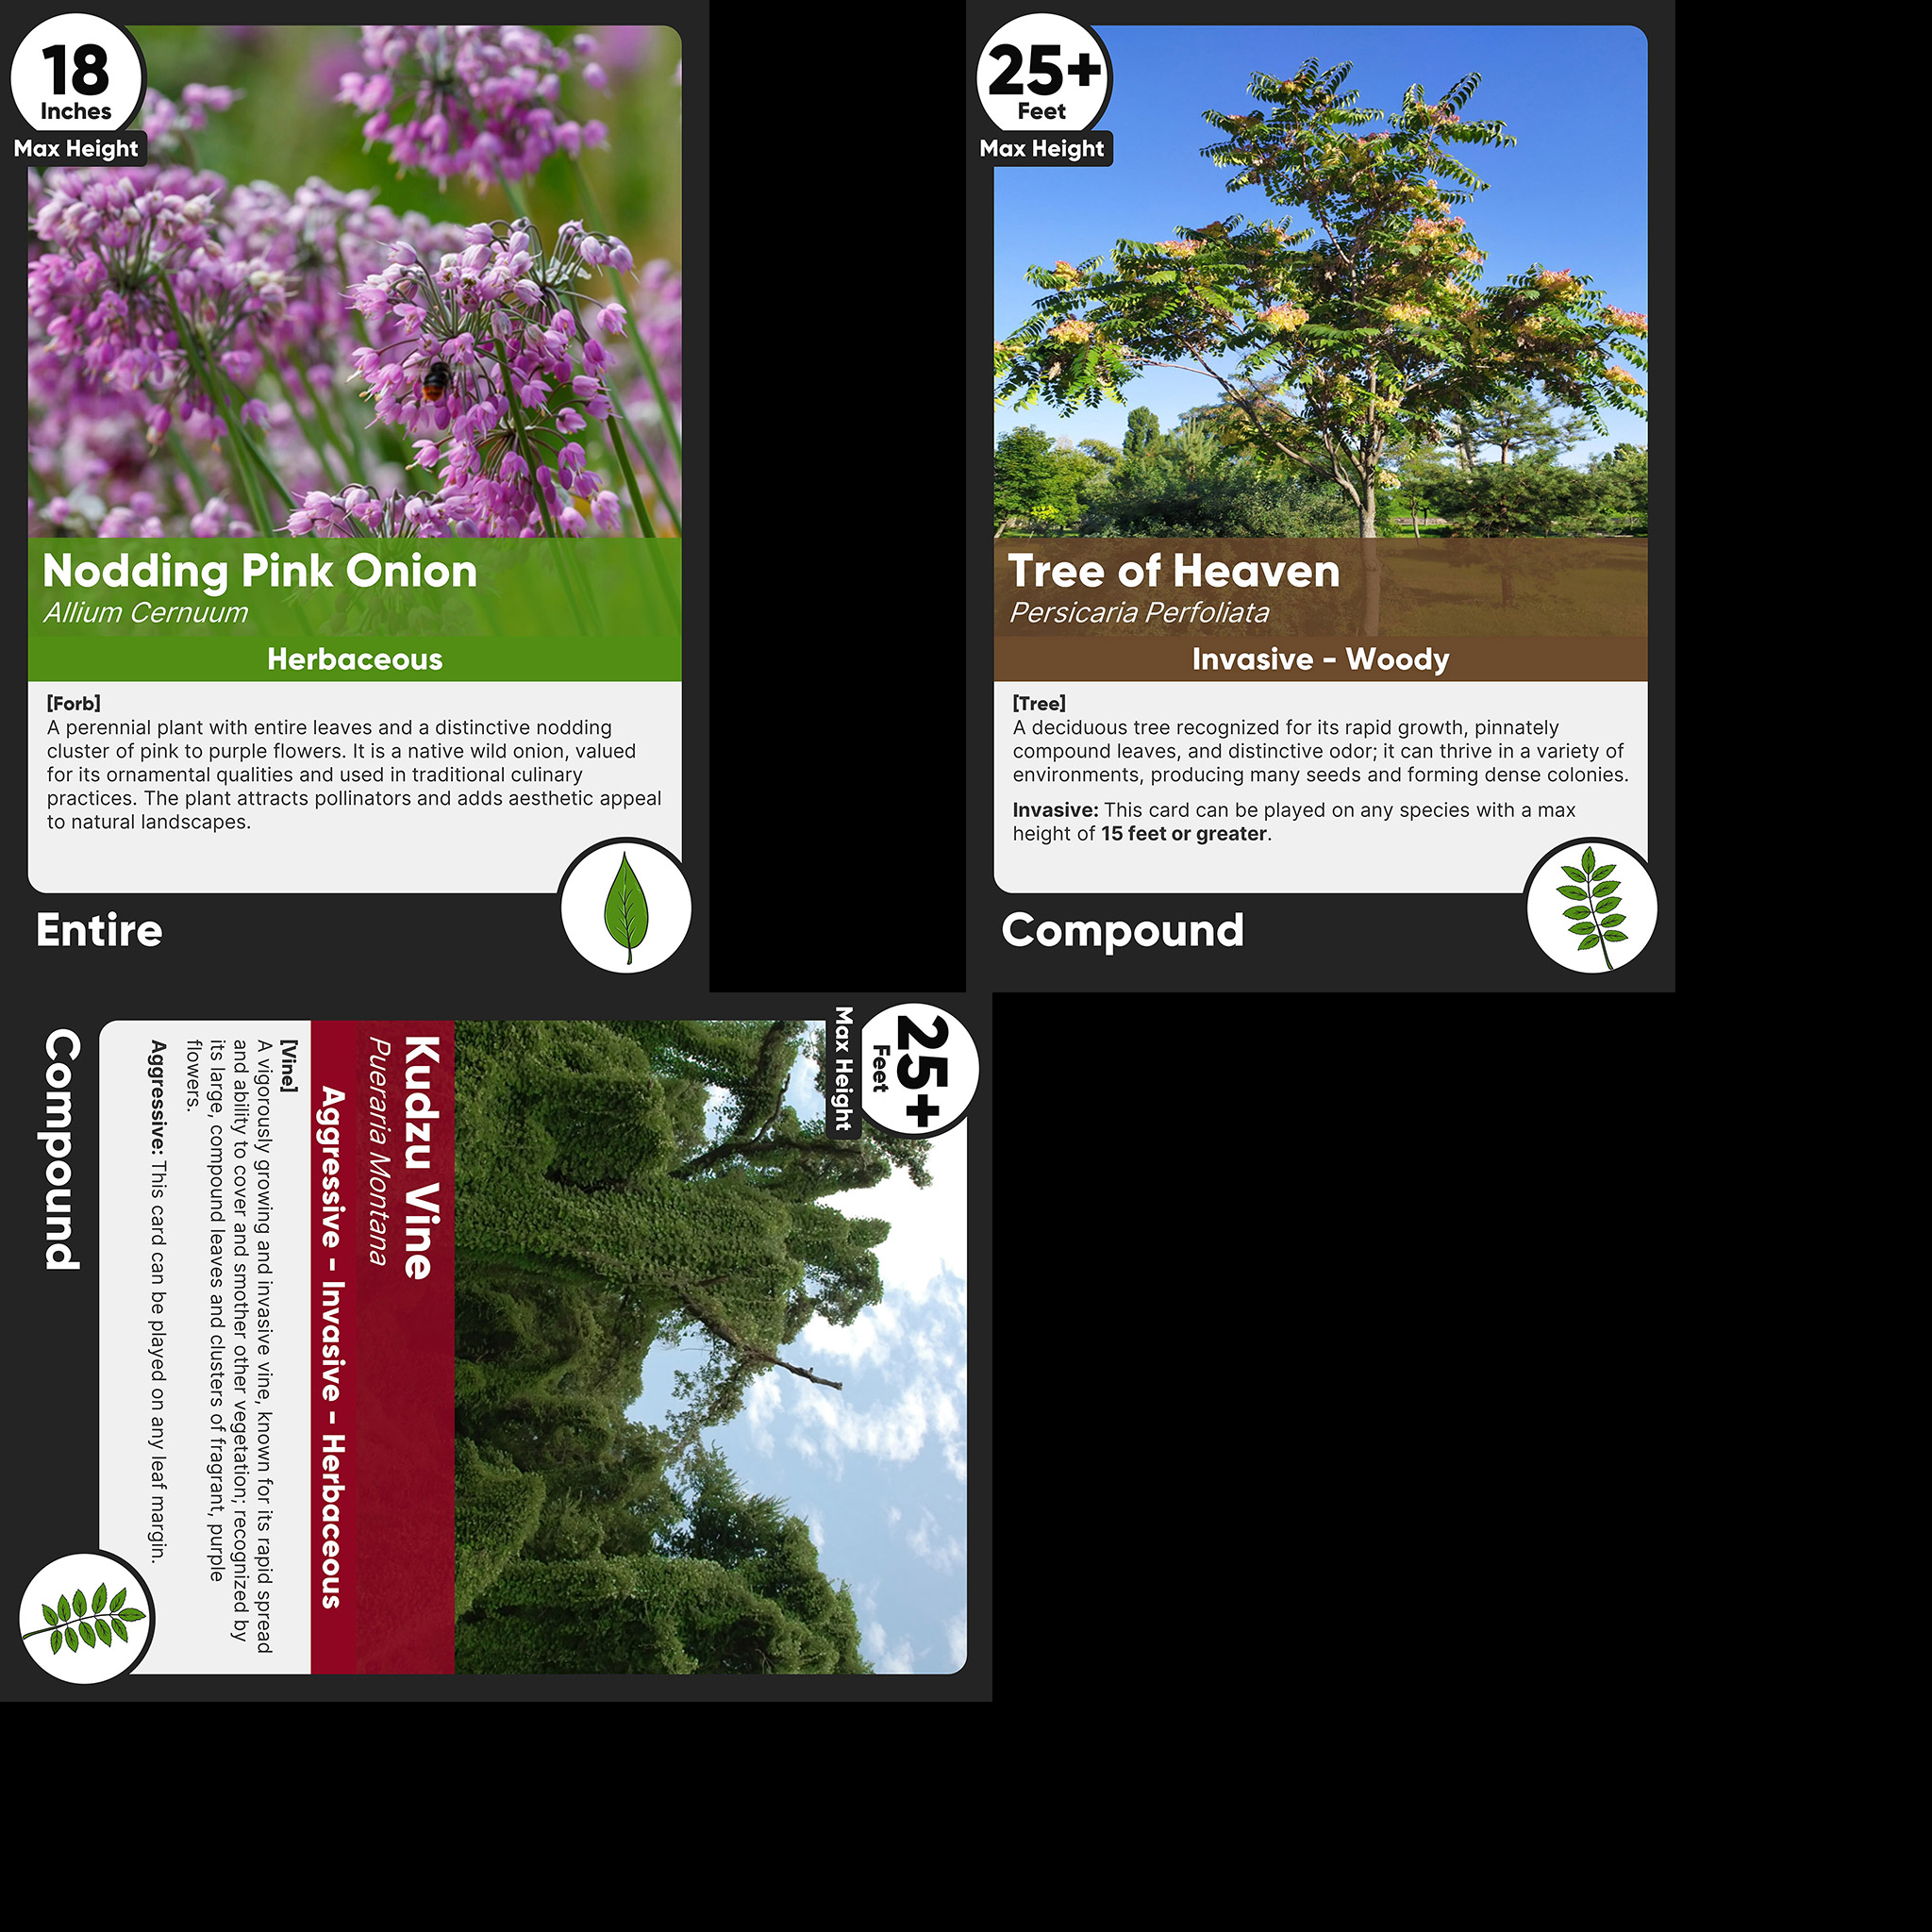 18
Inches
Max Height
Nodding Pink Onion
Allium Cernuum
Herbaceous
[Forb]
A perennial plant with entire leaves and a distinctive nodding
cluster of pink to purple flowers. It is a native wild onion, valued
for its ornamental qualities and used in traditional culinary
practices. The plant attracts pollinators and adds aesthetic appeal
to natural landscapes.
Entire
25+
Feet
Max Height
Tree of Heaven
Persicaria Perfoliata
Invasive - Woody
[Tree]
A deciduous tree recognized for its rapid growth, pinnately
compound leaves, and distinctive odor; it can thrive in a variety of
environments, producing many seeds and forming dense colonies.
Invasive: This card can be played on any species with a max
height of 15 feet or greater.
Compound
25+
Feet
Max Height
Kudzu Vine
Pueraria Montana
Aggressive - Invasive - Herbaceous
[Vine]
A vigorously growing and invasive vine, known for its rapid spread
and ability to cover and smother other vegetation; recognized by
its large, compound leaves and clusters of fragrant, purple
flowers.
Aggressive: This card can be played on any leaf margin.
Compound